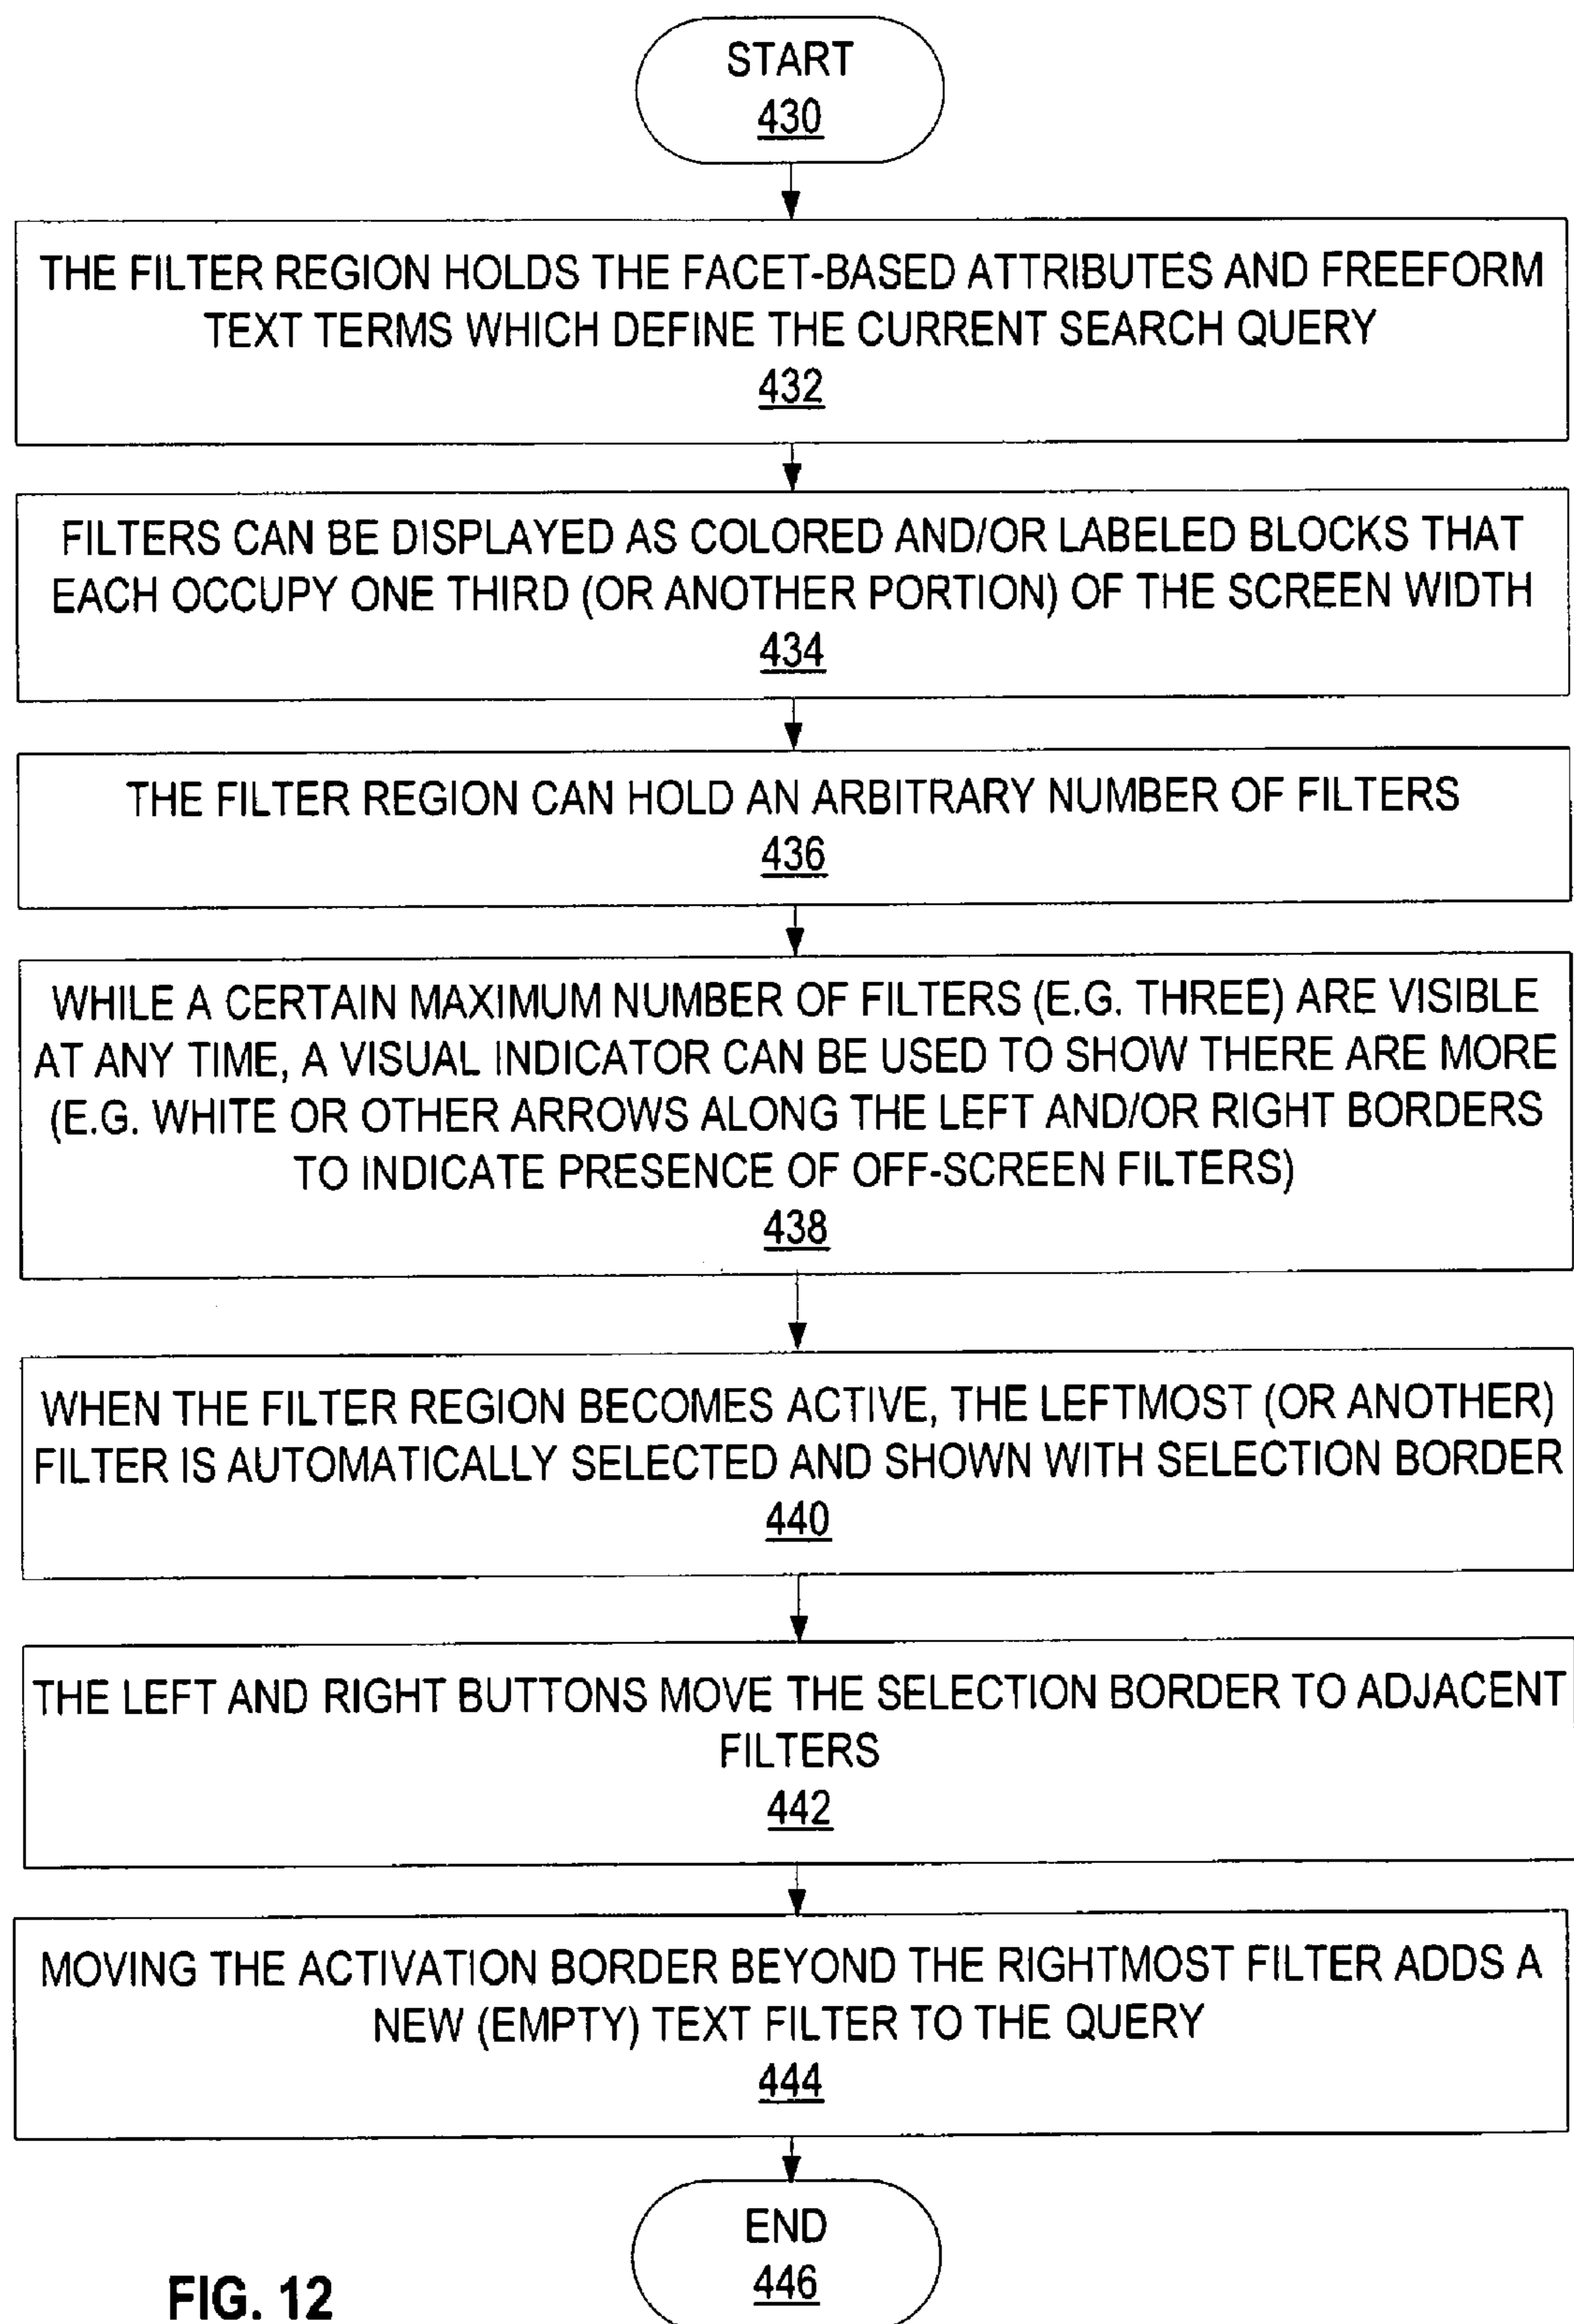 START
430
THE FILTER REGION HOLDS THE FACET-BASED ATTRIBUTES AND FREEFORM
TEXT TERMS WHICH DEFINE THE CURRENT SEARCH QUERY
432
FILTERS CAN BE DISPLAYED AS COLORED AND/OR LABELED BLOCKS THAT
EACH OCCUPY ONE THIRD (OR ANOTHER PORTION) OF THE SCREEN WIDTH
434
THE FILTER REGION CAN HOLD AN ARBITRARY NUMBER OF FILTERS
436
WHILE A CERTAIN MAXIMUM NUMBER OF FILTERS (E.G. THREE) ARE VISIBLE
AT ANY TIME, A VISUAL INDICATOR CAN BE USED TO SHOW THERE ARE MORE
(E.G. WHITE OR OTHER ARROWS ALONG THE LEFT AND/OR RIGHT BORDERS
TO INDICATE PRESENCE OF OFF-SCREEN FILTERS)
438
WHEN THE FILTER REGION BECOMES ACTIVE, THE LEFTMOST (OR ANOTHER)
FILTER IS AUTOMATICALLY SELECTED AND SHOWN WITH SELECTION BORDER
440
THE LEFT AND RIGHT BUTTONS MOVE THE SELECTION BORDER TO ADJACENT
FILTERS
442
MOVING THE ACTIVATION BORDER BEYOND THE RIGHTMOST FILTER ADDS A
NEW (EMPTY) TEXT FILTER TO THE QUERY
444
END
446
FIG. 12